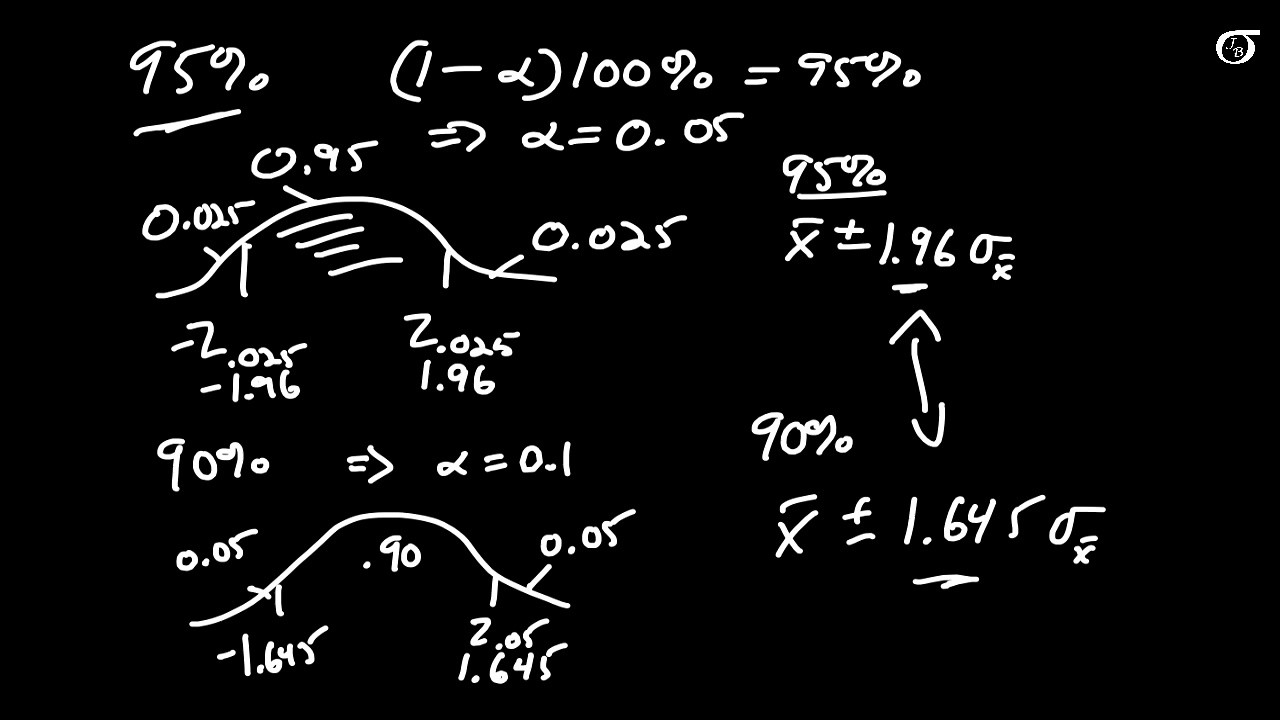 95% (1-α)100% = 95%
=> α = 0.05
0.95
0.025 0.025
-z.025 z.025
-1.96 1.96
95%
x̄ ± 1.96 σx̄
90% => α = 0.1
0.05 .90 0.05
-1.645 z.05
1.645
90%
x̄ ± 1.645 σx̄
JB